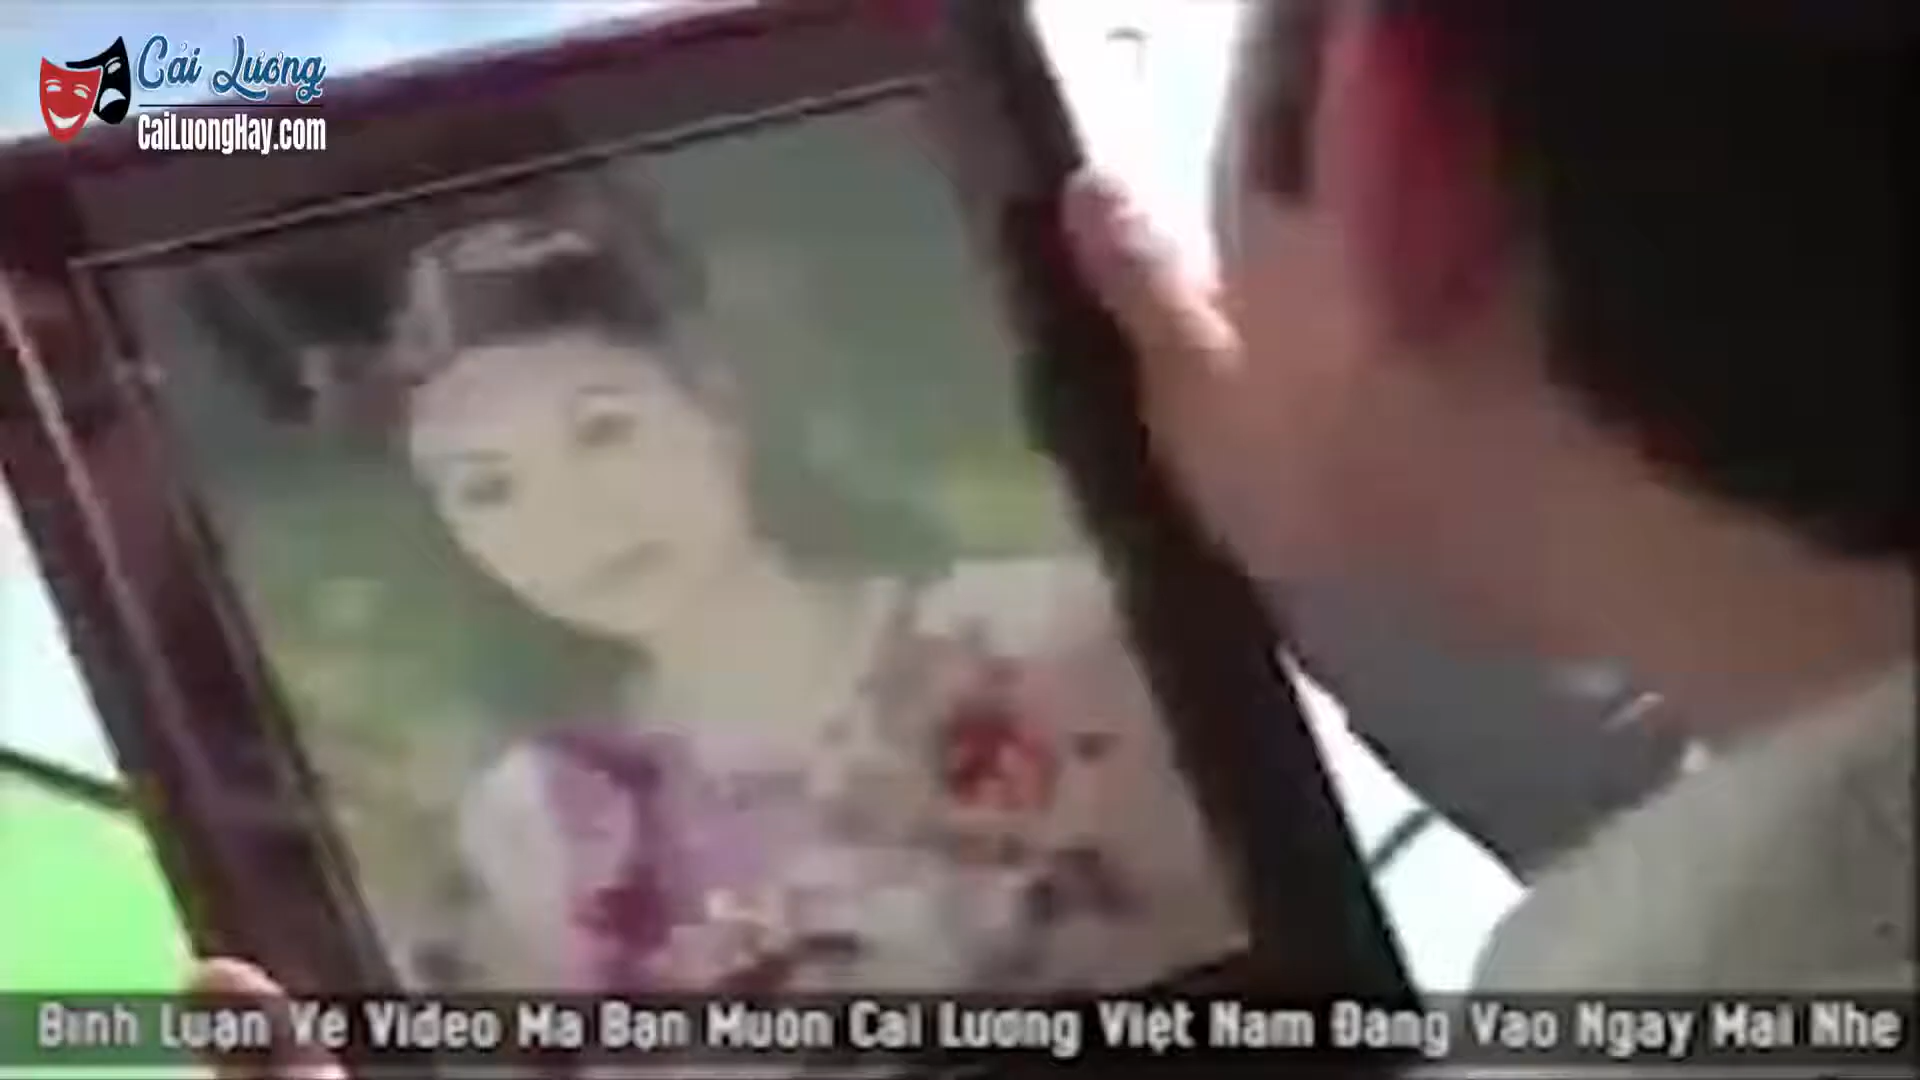 Cải Lương
CaiLuongHay.com
Bình Luận Về Video Mà Bạn Muốn Cải Lương Việt Nam Đăng Vào Ngày Mai Nhé